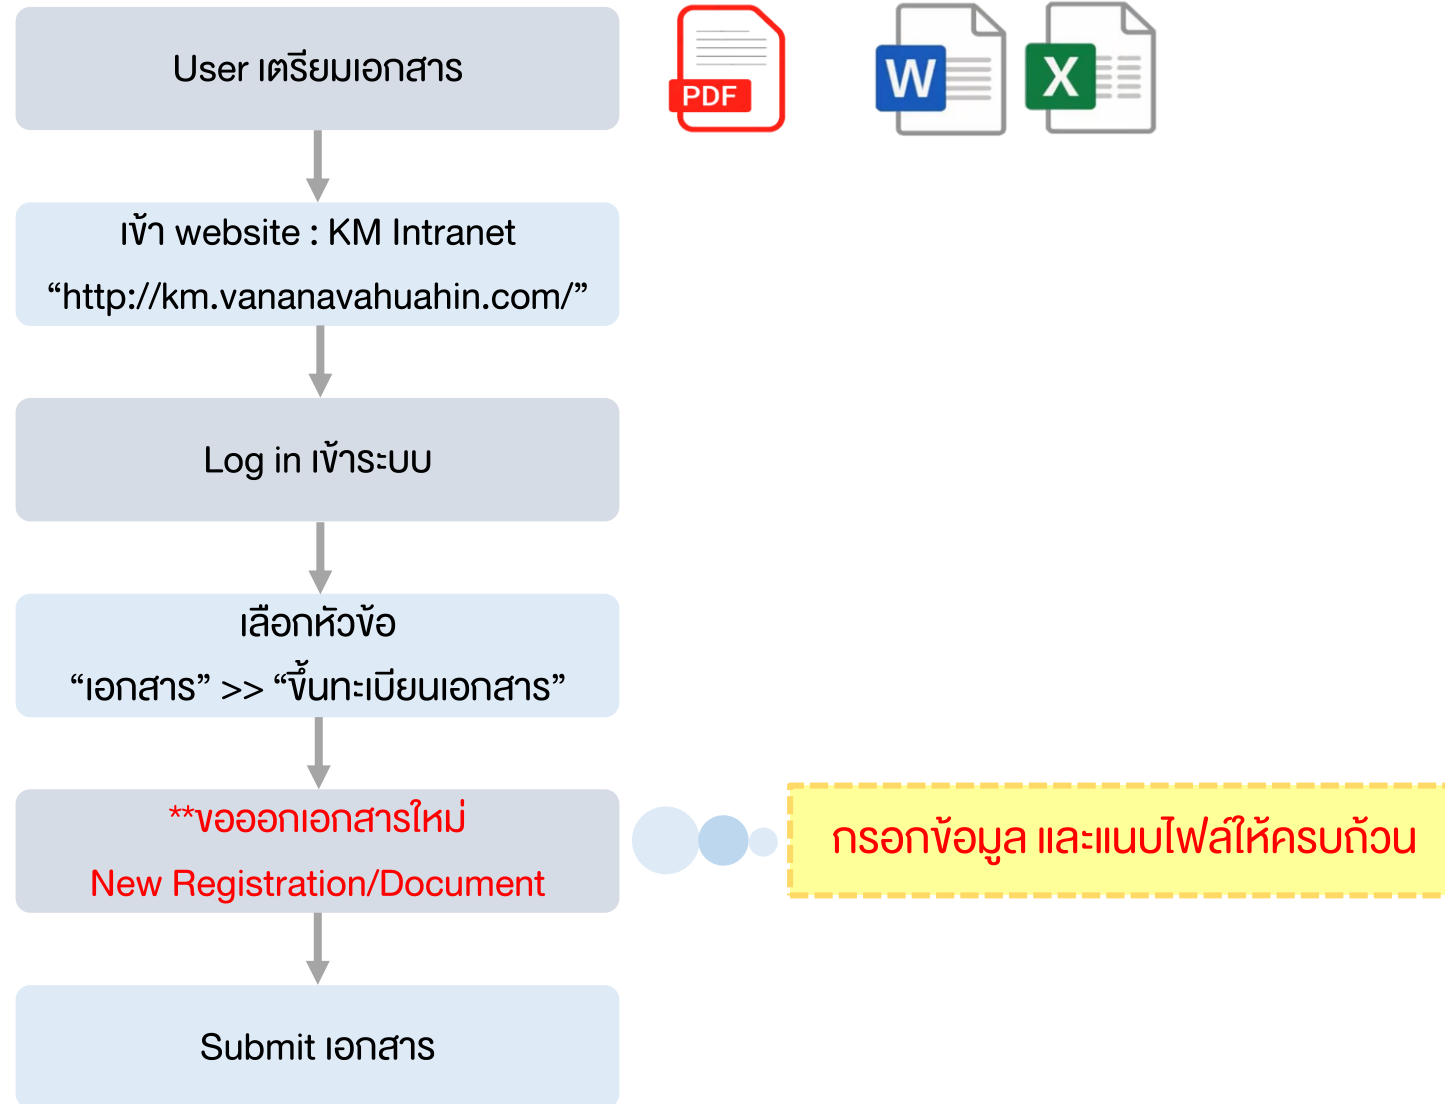 User เตรียมเอกสาร
PDF
W
X
เข้า website : KM Intranet
“http://km.vananavahuahin.com/”
Log in เข้าระบบ
เลือกหัวข้อ
“เอกสาร” >> “ขึ้นทะเบียนเอกสาร”
**ขอออกเอกสารใหม่
New Registration/Document
กรอกข้อมูล และแนบไฟล์ให้ครบถ้วน
Submit เอกสาร